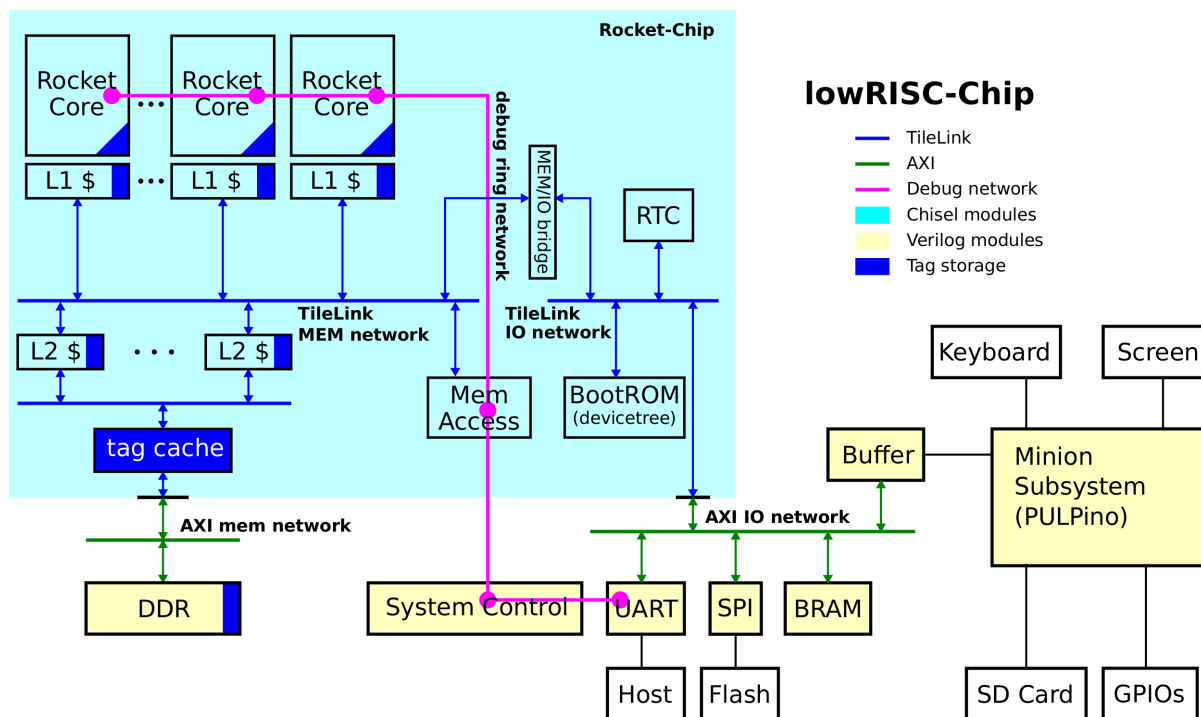 Rocket-Chip
Rocket
Core
...
Rocket
Core
Rocket
Core
L1 $
...
L1 $
L1 $
debug ring network
MEM/IO bridge
RTC
TileLink
MEM network
TileLink
IO network
L2 $
. . .
L2 $
Mem
Access
BootROM
(devicetree)
tag cache
AXI mem network
AXI IO network
DDR
System Control
UART
SPI
BRAM
Host
Flash
lowRISC-Chip
TileLink
AXI
Debug network
Chisel modules
Verilog modules
Tag storage
Keyboard
Screen
Buffer
Minion
Subsystem
(PULPino)
SD Card
GPIOs